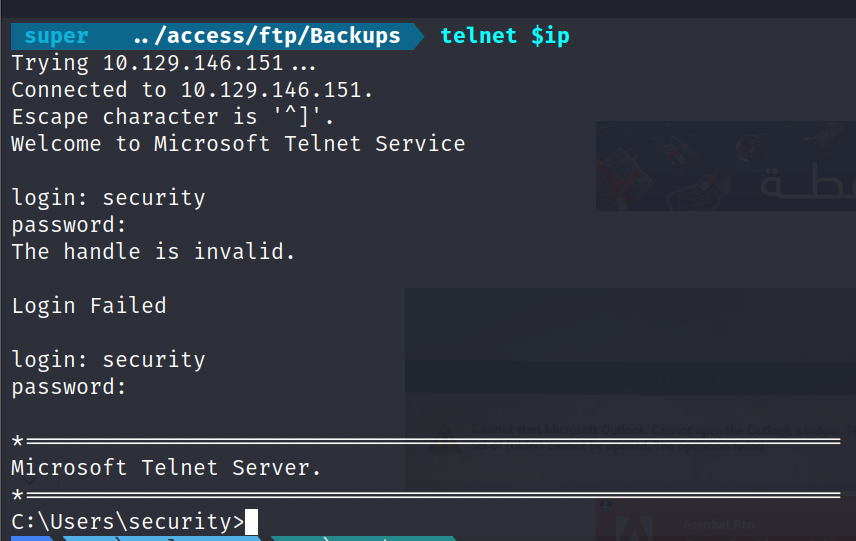 super ../access/ftp/Backups telnet $ip
Trying 10.129.146.151...
Connected to 10.129.146.151.
Escape character is '^]'.
Welcome to Microsoft Telnet Service
login: security
password:
The handle is invalid.
Login Failed
login: security
password:
*===============================================================
Microsoft Telnet Server.
*===============================================================
C:\Users\security>
Acrobat Pro